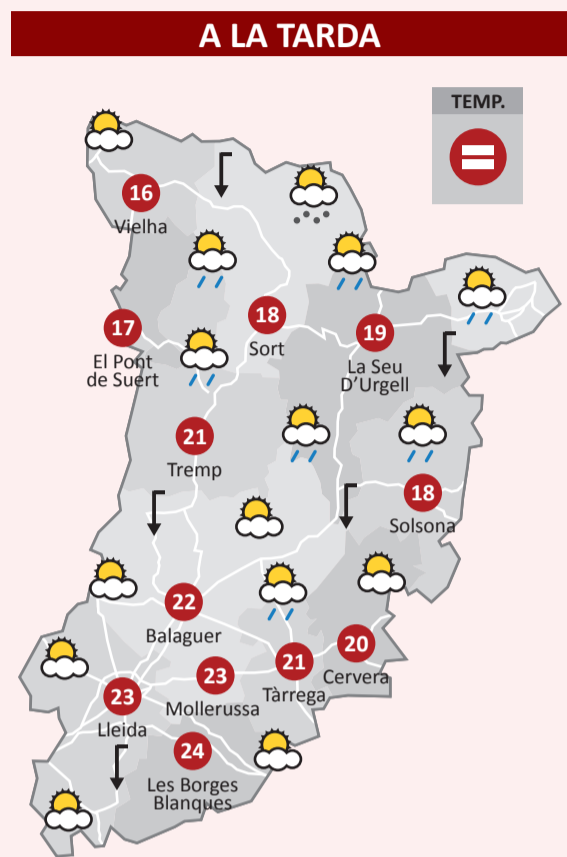 A LA TARDA
TEMP.
16
Vielha
17
El Pont
de Suert
18
Sort
19
La Seu
D'Urgell
21
Tremp
18
Solsona
22
Balaguer
20
Cervera
21
Tàrrega
23
Mollerussa
23
Lleida
24
Les Borges
Blanques